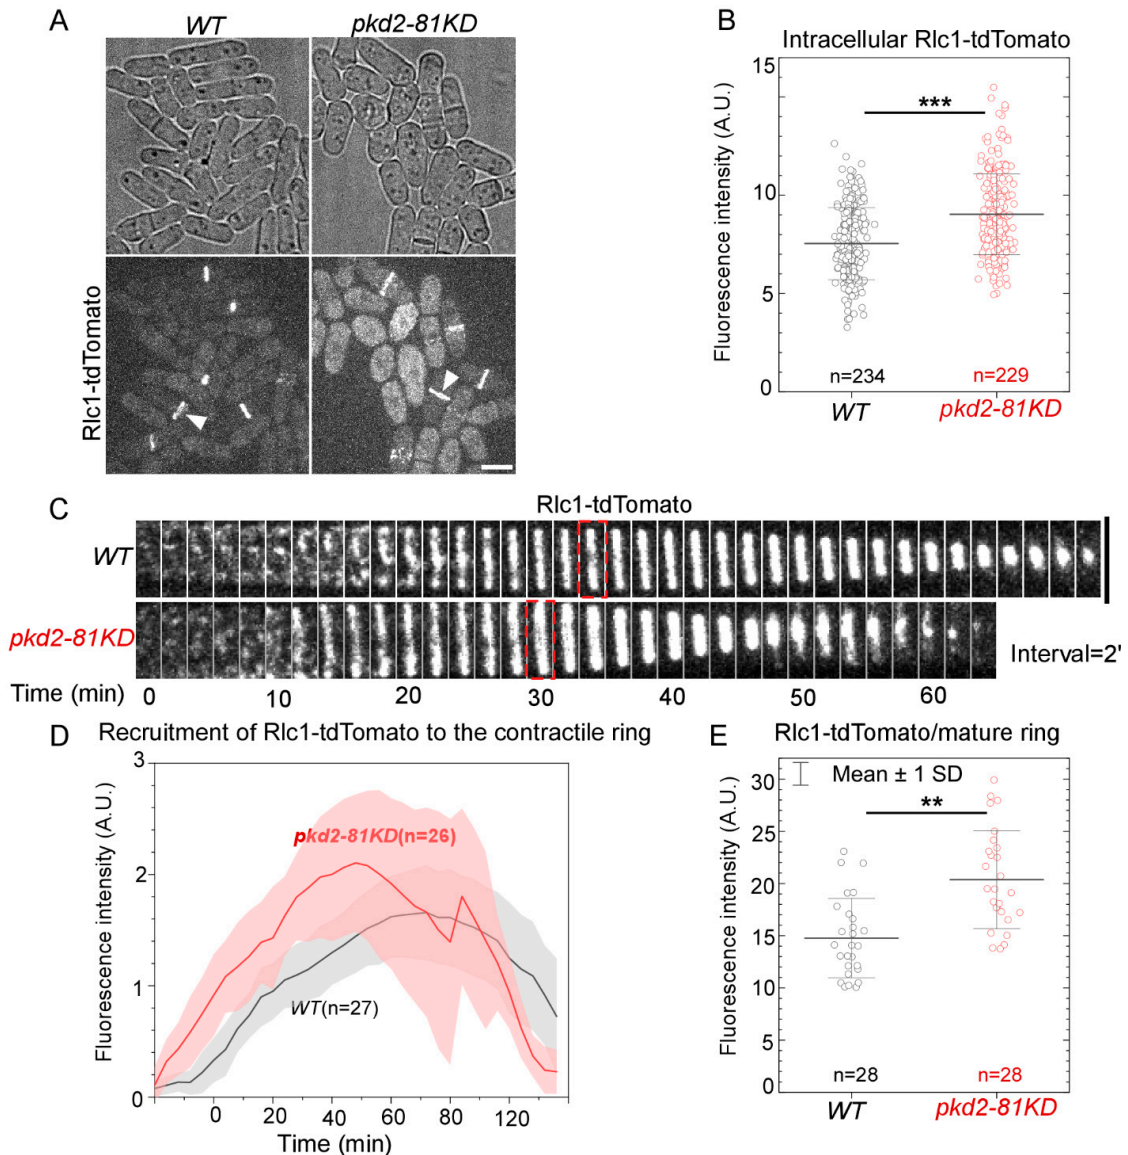 A
WT
pkd2-81KD
Rlc1-tdTomato
B
Intracellular Rlc1-tdTomato
Fluorescence intensity (A.U.)
15
10
5
0
***
n=234
n=229
WT
pkd2-81KD
C
Rlc1-tdTomato
WT
pkd2-81KD
Interval=2'
Time (min)
0
10
20
30
40
50
60
D
Recruitment of Rlc1-tdTomato to the contractile ring
Fluorescence intensity (A.U.)
3
2
1
0
pkd2-81KD(n=26)
WT(n=27)
0
20
40
60
80
120
Time (min)
E
Rlc1-tdTomato/mature ring
Fluorescence intensity (A.U.)
30
25
20
15
10
5
0
Mean ± 1 SD
**
n=28
n=28
WT
pkd2-81KD